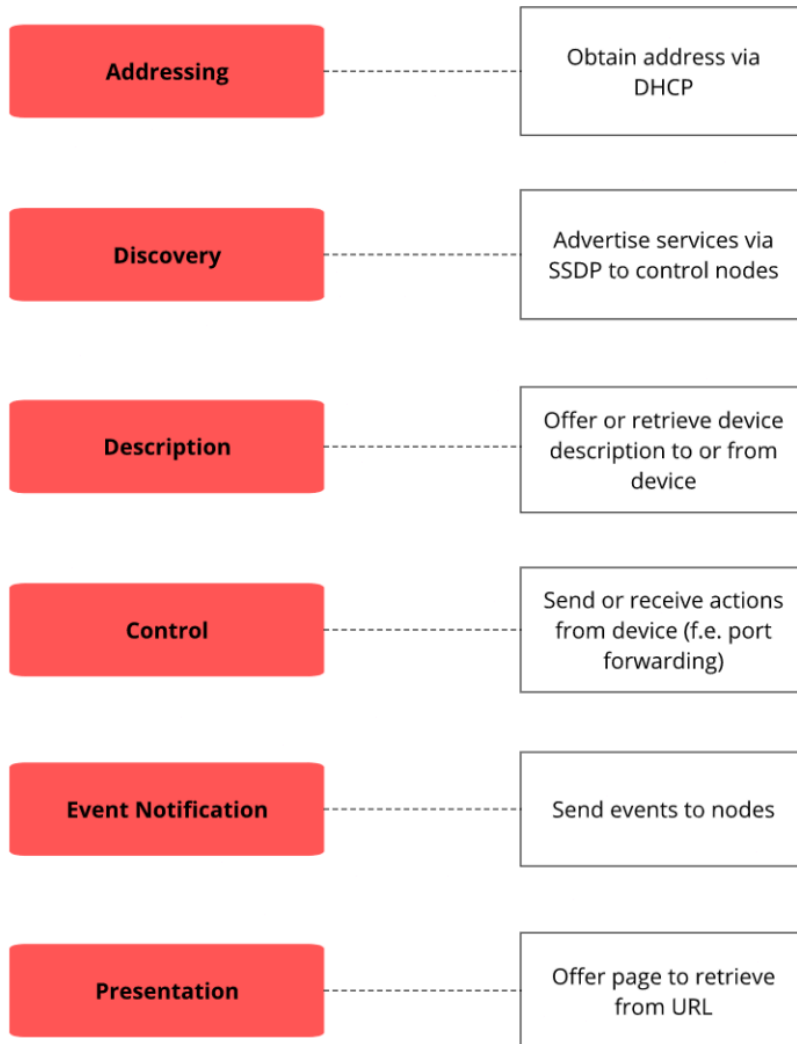 Addressing
Obtain address via
DHCP
Discovery
Advertise services via
SSDP to control nodes
Description
Offer or retrieve device
description to or from
device
Control
Send or receive actions
from device (f.e. port
forwarding)
Event Notification
Send events to nodes
Presentation
Offer page to retrieve
from URL